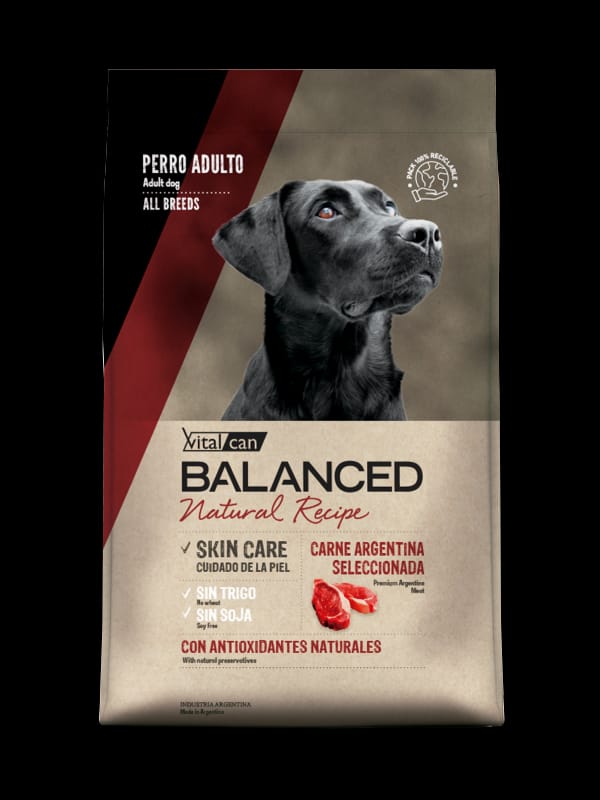 PERRO ADULTO
Adult dog
ALL BREEDS
PACK 100% RECICLABLE
Vital can
BALANCED
Natural Recipe
SKIN CARE
CUIDADO DE LA PIEL
SIN TRIGO
No wheat
SIN SOJA
Soy Free
CARNE ARGENTINA
SELECCIONADA
Premium Argentine
Meat
CON ANTIOXIDANTES NATURALES
With natural preservatives
INDUSTRIA ARGENTINA
Made in Argentina